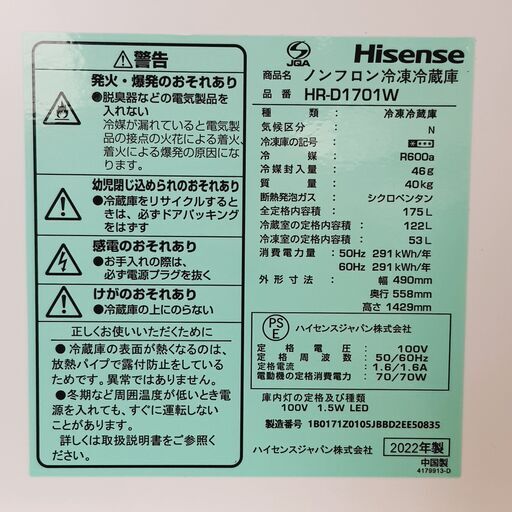 警告
発火・爆発のおそれあり
●脱臭器などの電気製品を
入れない
冷媒が漏れていると電気製
品の接点の火花による着火、
着火による爆発の原因に
なります。
幼児閉じ込められのおそれあり
●冷蔵庫をリサイクルすると
きは、必ずドアパッキング
をはずす
感電のおそれあり
●お手入れの際は、
必ず電源プラグを抜く
けがのおそれあり
●冷蔵庫の上にのらない
正しくお使いいただくために
●冷蔵庫の表面が熱くなるのは、
放熱パイプで露付防止をしている
ためです。異常ではありません。
●冬期など周囲温度が低いとき電
源を入れても、すぐに運転しない
ことがあります。
詳しくは取扱説明書をご参照く
ださい。
JQA
Hisense
商品名 ノンフロン冷凍冷蔵庫
品番 HR-D1701W
種類: 冷凍冷蔵庫
気候区分: N
冷凍庫の記号:
冷媒: R600a
冷媒封入量: 46g
質量: 40kg
断熱発泡ガス: シクロペンタン
全定格内容積: 175L
冷蔵室の定格内容積: 122L
冷凍室の定格内容積: 53L
消費電力量: 50Hz 291kWh/年
60Hz 291kWh/年
外形寸法: 幅 490mm
奥行 558mm
高さ 1429mm
PS
E
ハイセンスジャパン株式会社
定格電圧: 100V
定格周波数: 50/60Hz
定格電流: 1.6/1.6A
電動機の定格消費電力: 70/70W
庫内灯の定格及び種類
100V 1.5W LED
製造番号 1B0171Z0105JBBD2EE50835
ハイセンスジャパン株式会社 2022年製
中国製
4179913-D